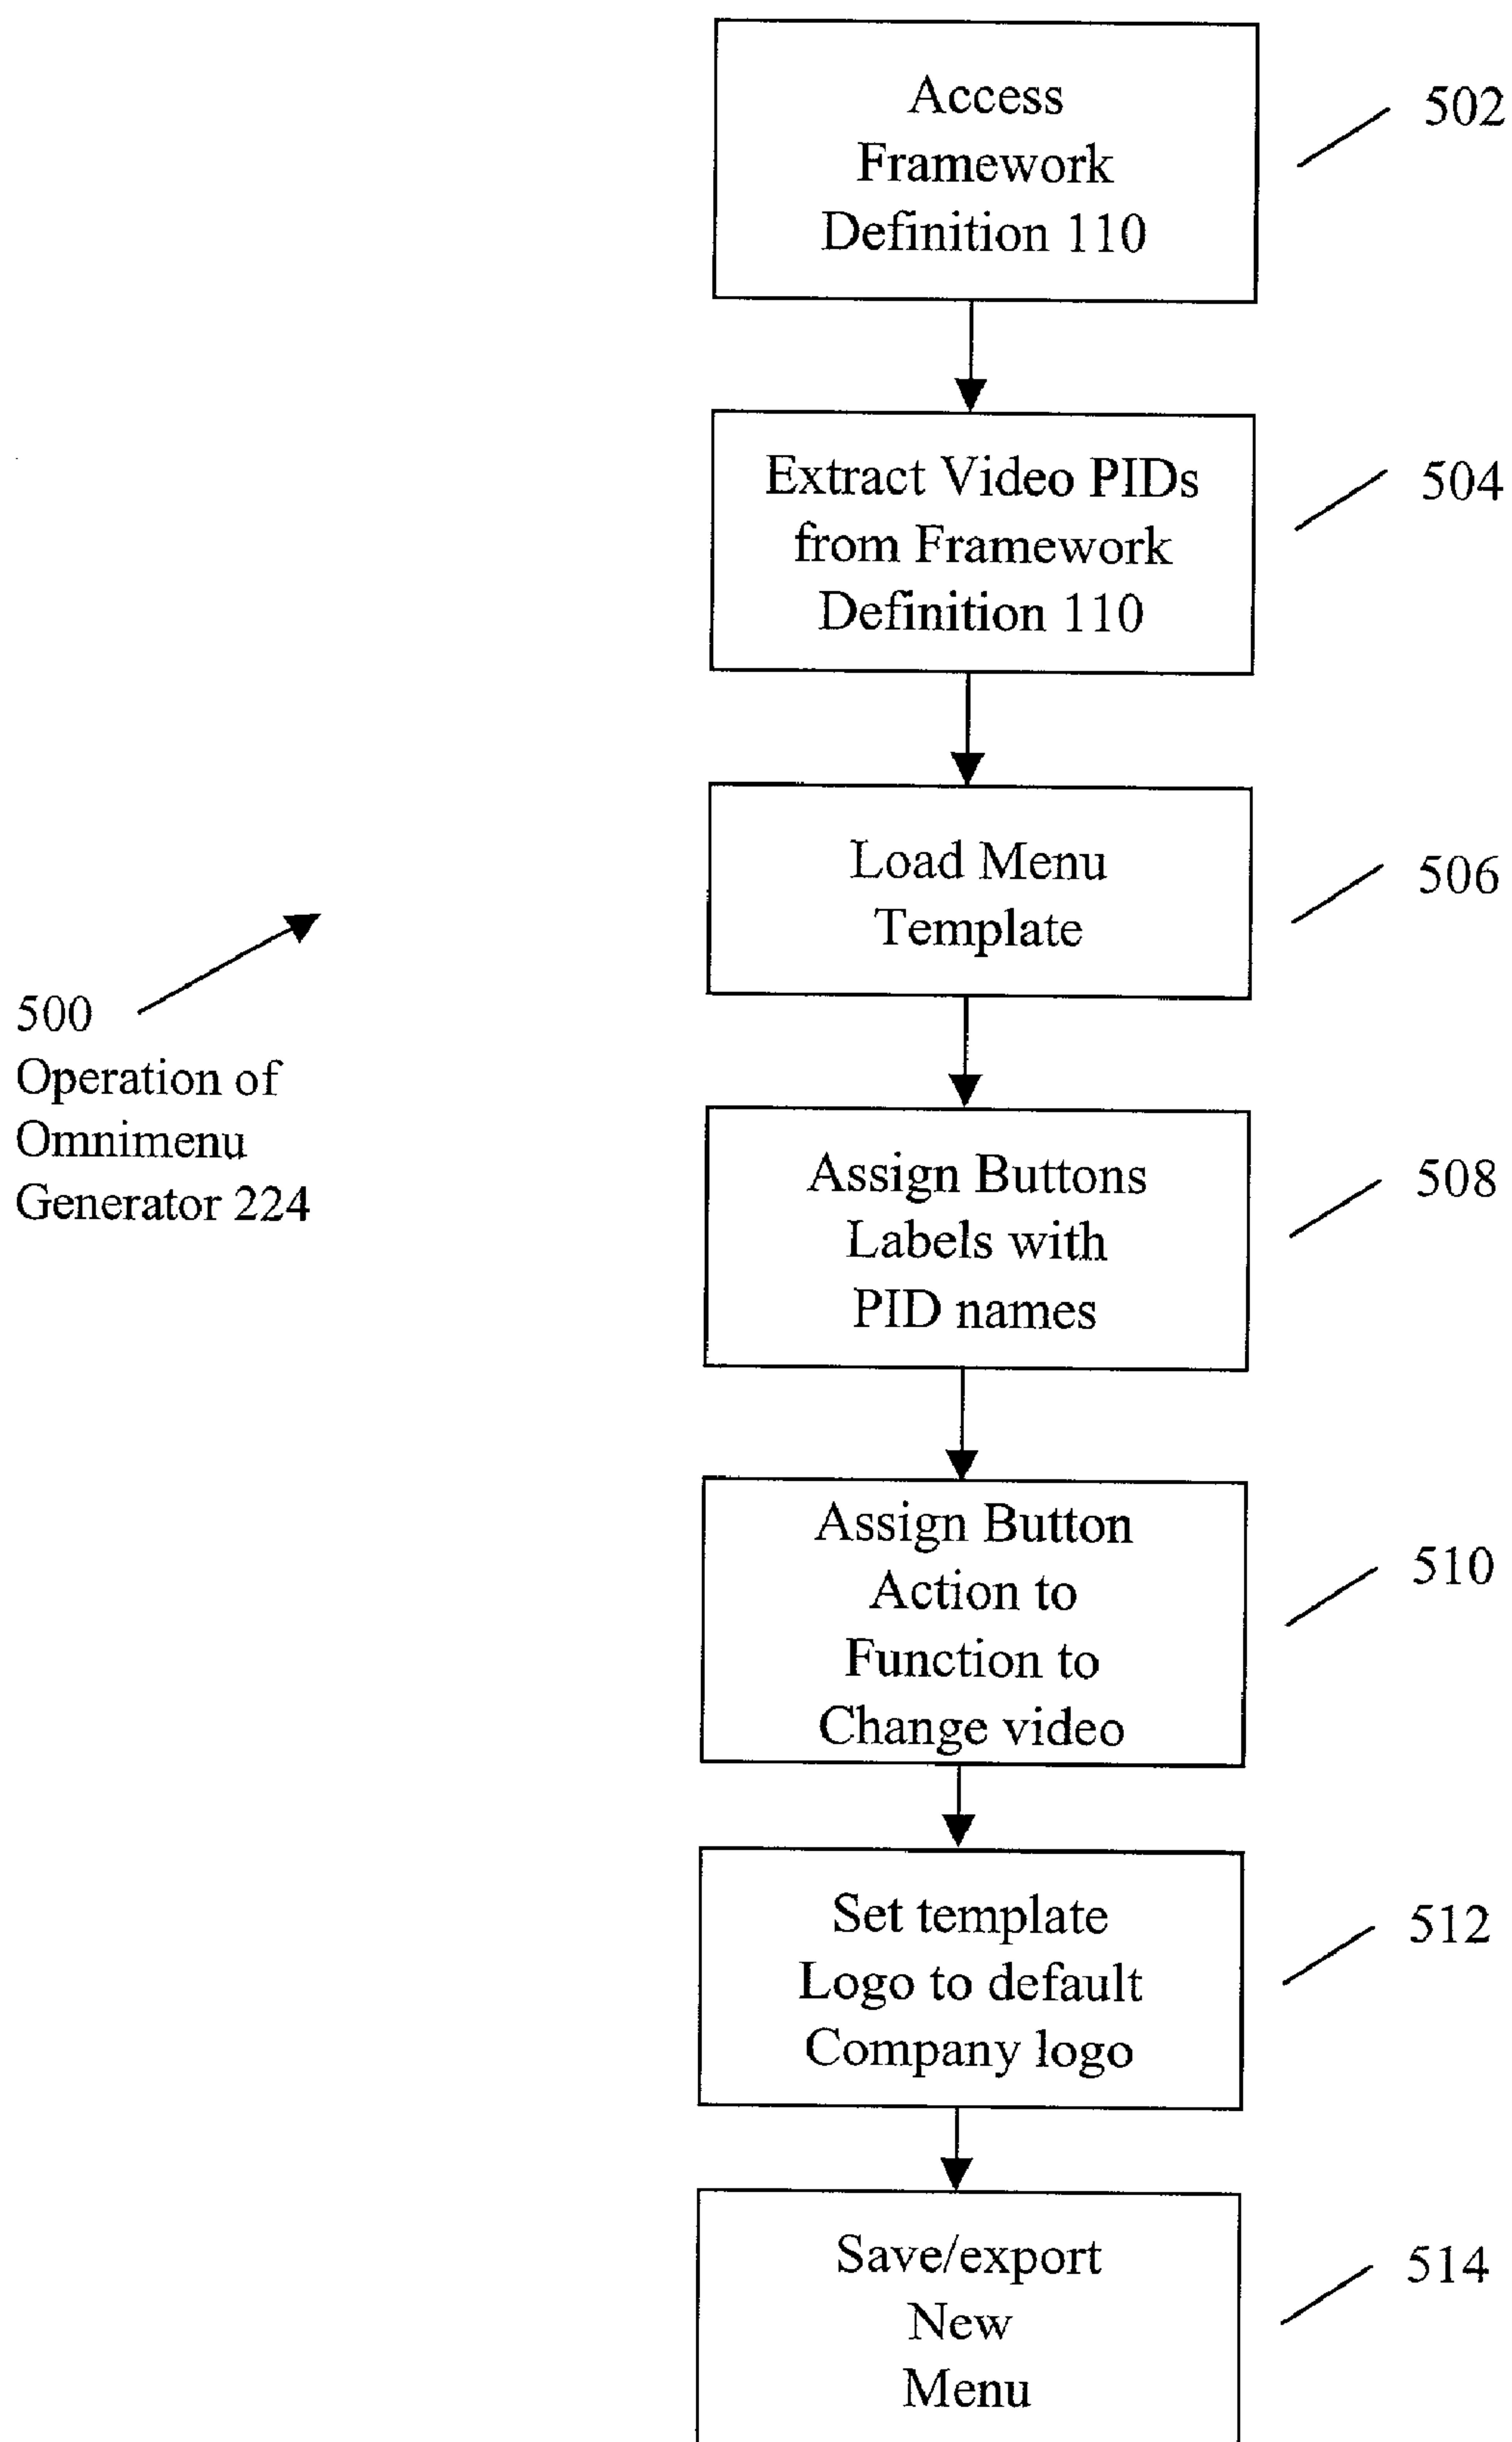 Access
Framework
Definition 110
502
Extract Video PIDs
from Framework
Definition 110
504
Load Menu
Template
506
500
Operation of
Omnimenu
Generator 224
Assign Buttons
Labels with
PID names
508
Assign Button
Action to
Function to
Change video
510
Set template
Logo to default
Company logo
512
Save/export
New
Menu
514